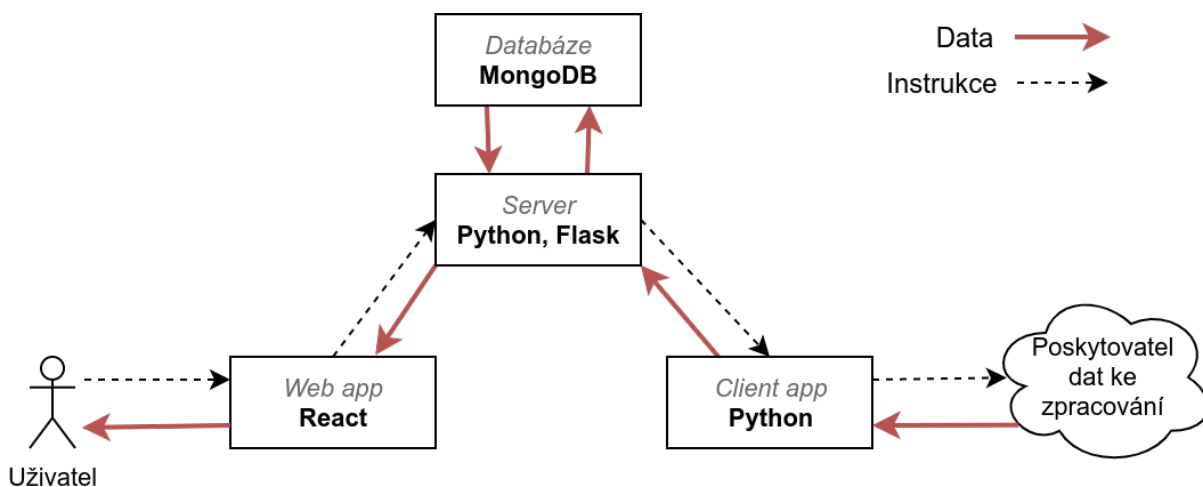 Databáze
MongoDB
Data
Instrukce
Server
Python, Flask
Web app
React
Client app
Python
Poskytovatel
dat ke
zpracování
Uživatel